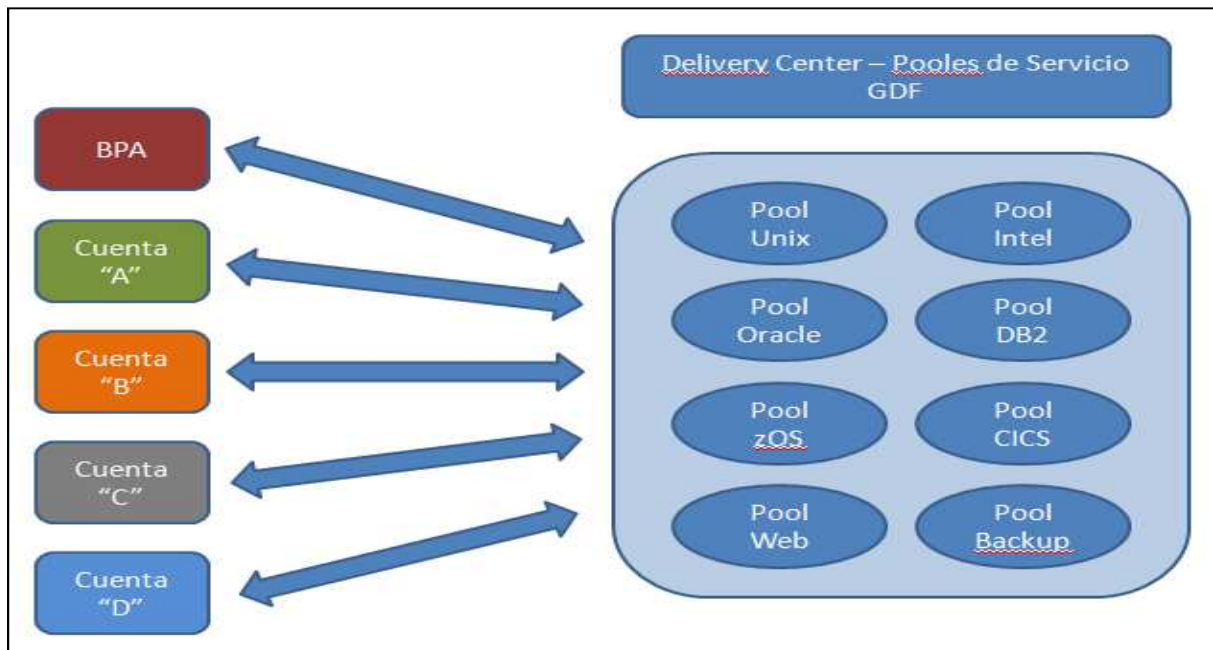 Delivery Center – Pooles de Servicio
GDF
BPA
Cuenta
“A”
Cuenta
“B”
Cuenta
“C”
Cuenta
“D”
Pool
Unix
Pool
Intel
Pool
Oracle
Pool
DB2
Pool
zOS
Pool
CICS
Pool
Web
Pool
Backup